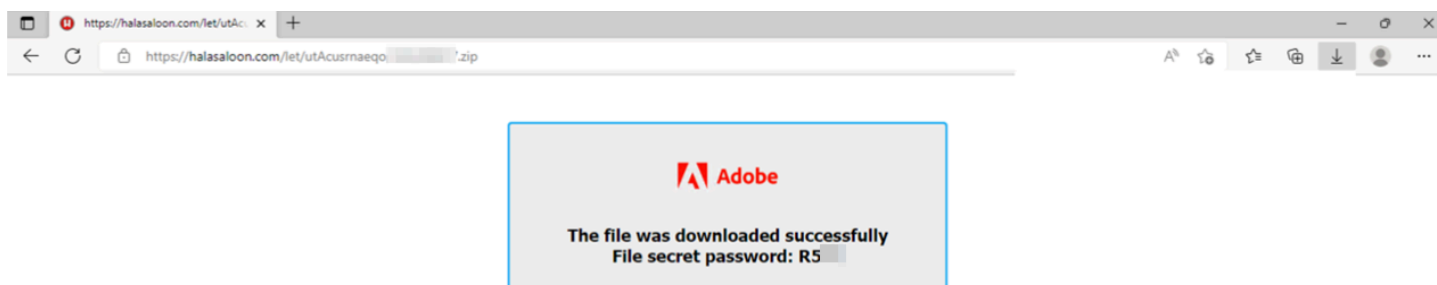 https://halasaloon.com/let/utAc
https://halasaloon.com/let/utAcusrnaeqo .zip
Adobe
The file was downloaded successfully
File secret password: R5